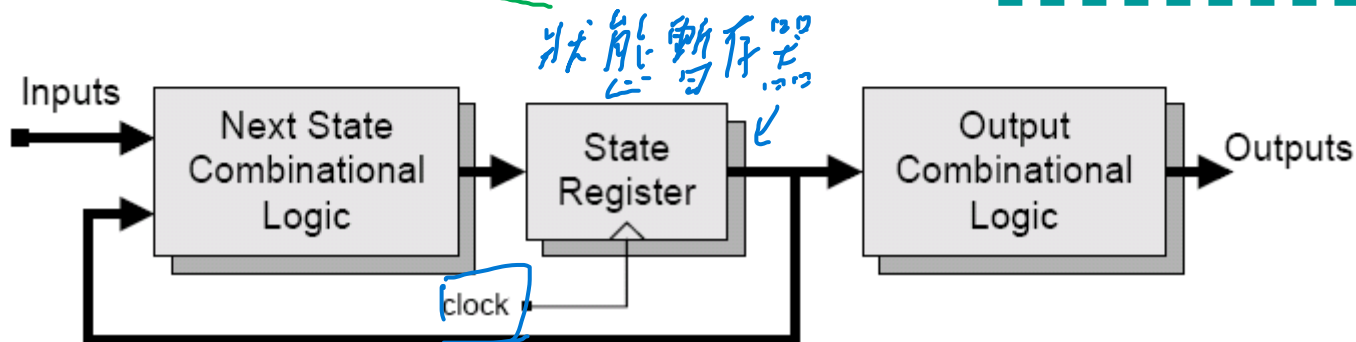 狀態暫存器
Inputs
Next State
Combinational
Logic
State
Register
Output
Combinational
Logic
Outputs
clock